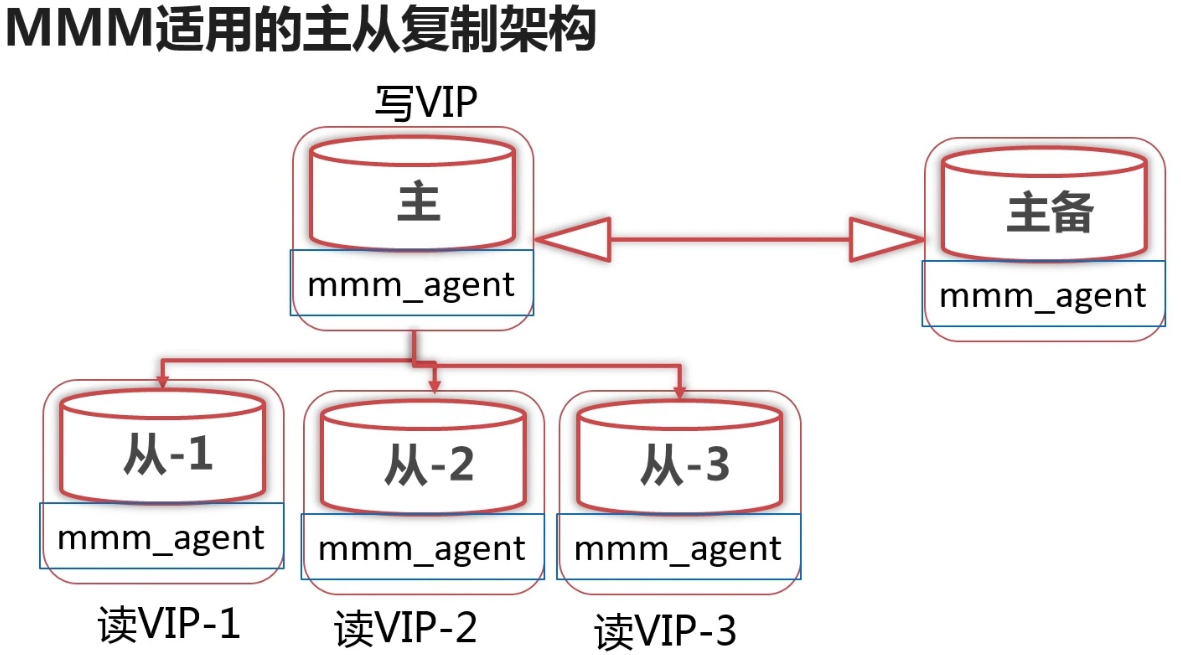 MMM适用的主从复制架构
写VIP
主
主备
mmm_agent
mmm_agent
从-1
从-2
从-3
mmm_agent
mmm_agent
mmm_agent
读VIP-1
读VIP-2
读VIP-3